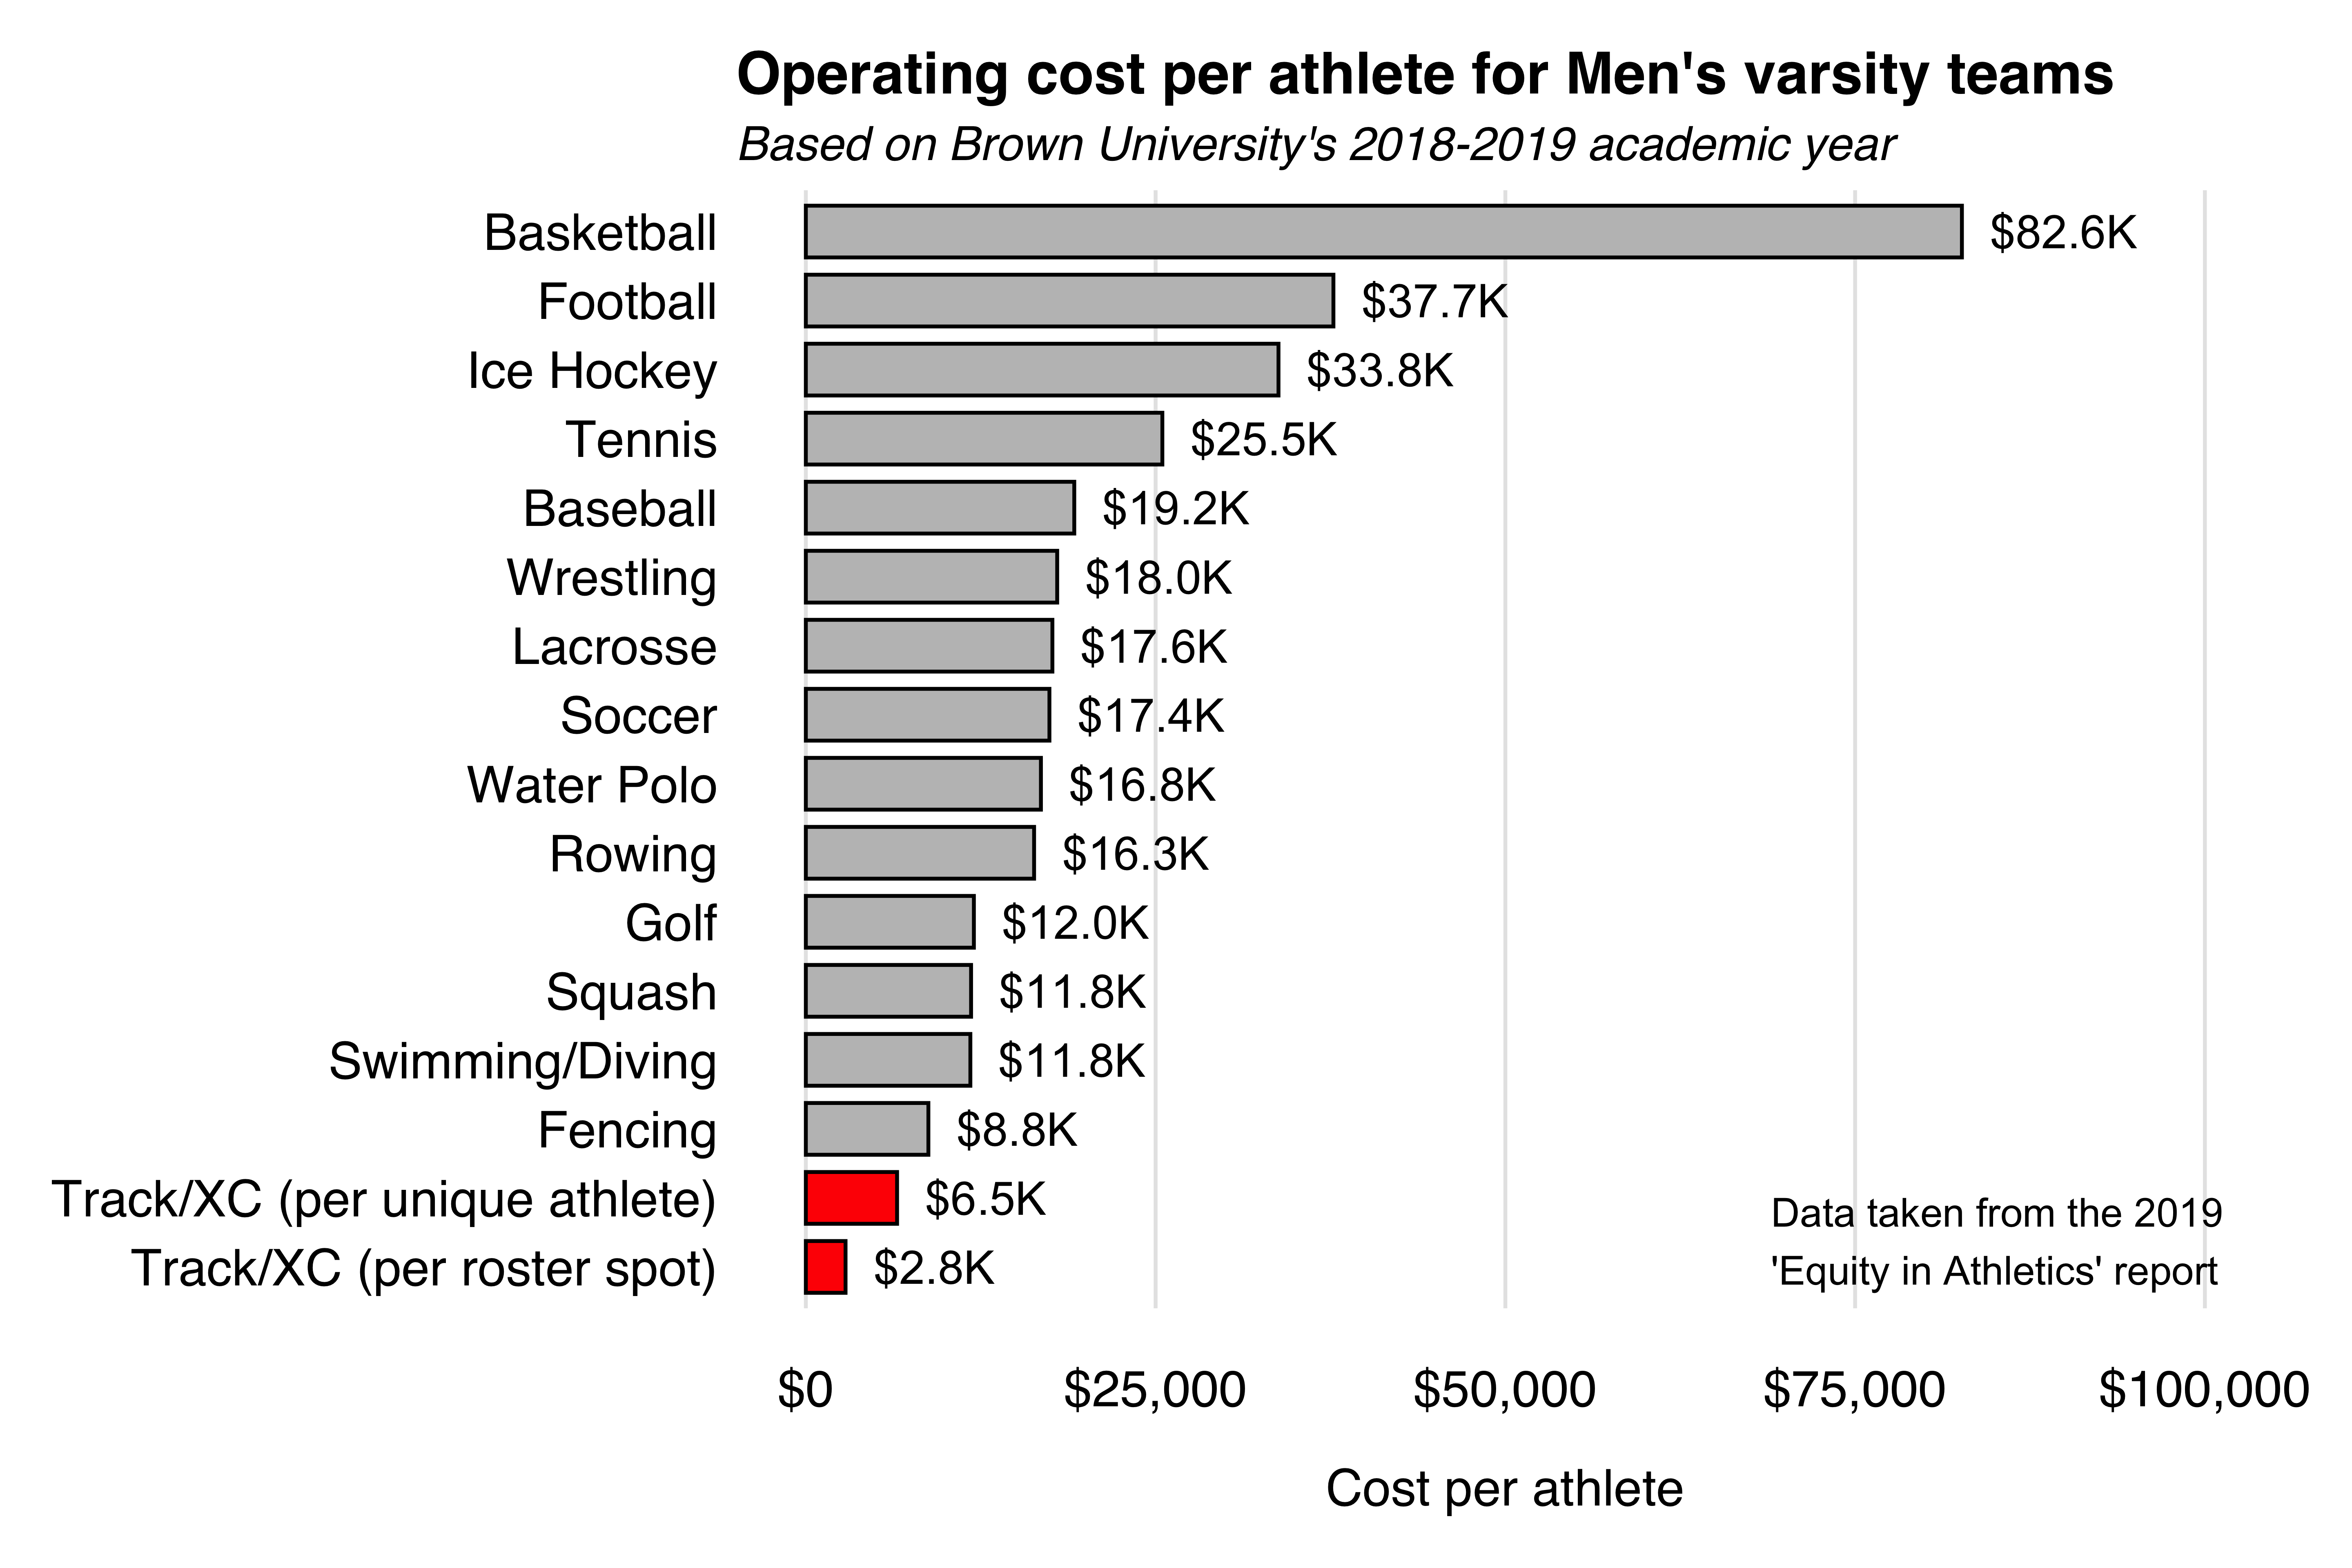 Operating cost per athlete for Men's varsity teams
Based on Brown University's 2018-2019 academic year
Basketball $82.6K
Football $37.7K
Ice Hockey $33.8K
Tennis $25.5K
Baseball $19.2K
Wrestling $18.0K
Lacrosse $17.6K
Soccer $17.4K
Water Polo $16.8K
Rowing $16.3K
Golf $12.0K
Squash $11.8K
Swimming/Diving $11.8K
Fencing $8.8K
Track/XC (per unique athlete) $6.5K
Track/XC (per roster spot) $2.8K
Data taken from the 2019
'Equity in Athletics' report
$0 $25,000 $50,000 $75,000 $100,000
Cost per athlete